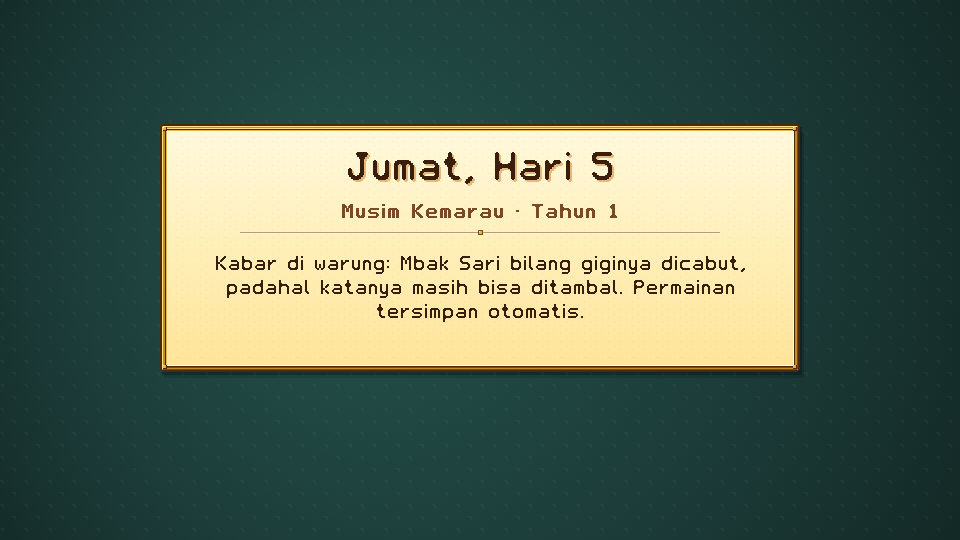 Jumat, Hari 5
Musim Kemarau · Tahun 1
Kabar di warung: Mbak Sari bilang giginya dicabut,
padahal katanya masih bisa ditambal. Permainan
tersimpan otomatis.